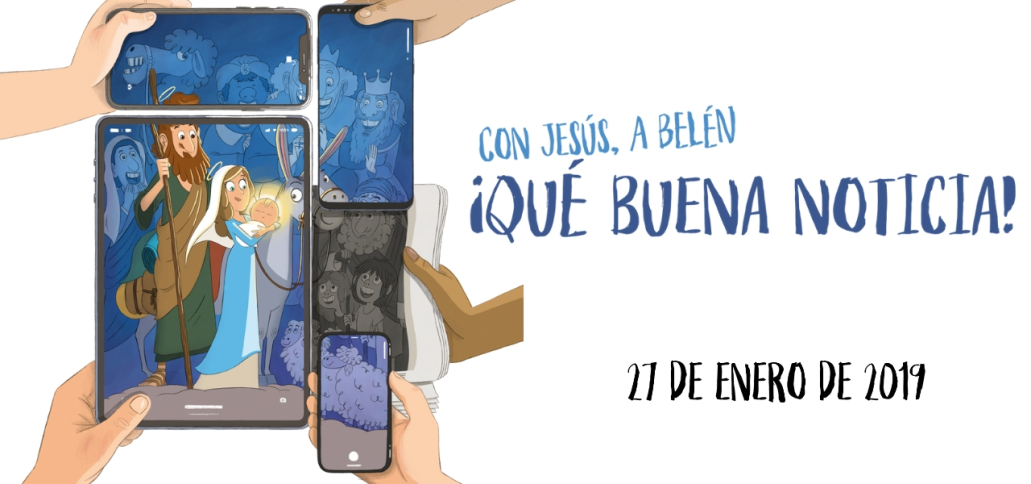 CON JESÚS, A BELÉN
¡QUÉ BUENA NOTICIA!
27 DE ENERO DE 2019